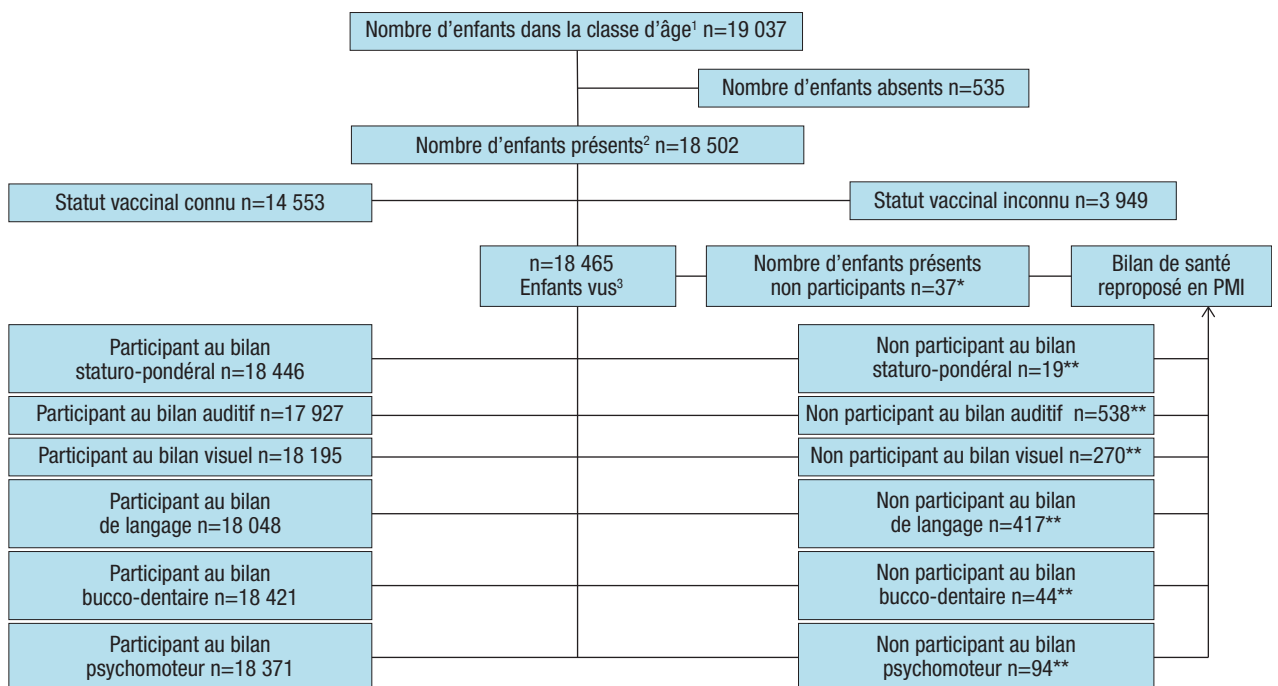 Nombre d'enfants dans la classe d'âge¹ n=19 037
Nombre d'enfants absents n=535
Nombre d'enfants présents² n=18 502
Statut vaccinal connu n=14 553
Statut vaccinal inconnu n=3 949
n=18 465
Enfants vus³
Nombre d'enfants présents
non participants n=37*
Bilan de santé
reproposé en PMI
Participant au bilan
staturo-pondéral n=18 446
Non participant au bilan
staturo-pondéral n=19**
Participant au bilan auditif n=17 927
Non participant au bilan auditif n=538**
Participant au bilan visuel n=18 195
Non participant au bilan visuel n=270**
Participant au bilan
de langage n=18 048
Non participant au bilan
de langage n=417**
Participant au bilan
bucco-dentaire n=18 421
Non participant au bilan
bucco-dentaire n=44**
Participant au bilan
psychomoteur n=18 371
Non participant au bilan
psychomoteur n=94**